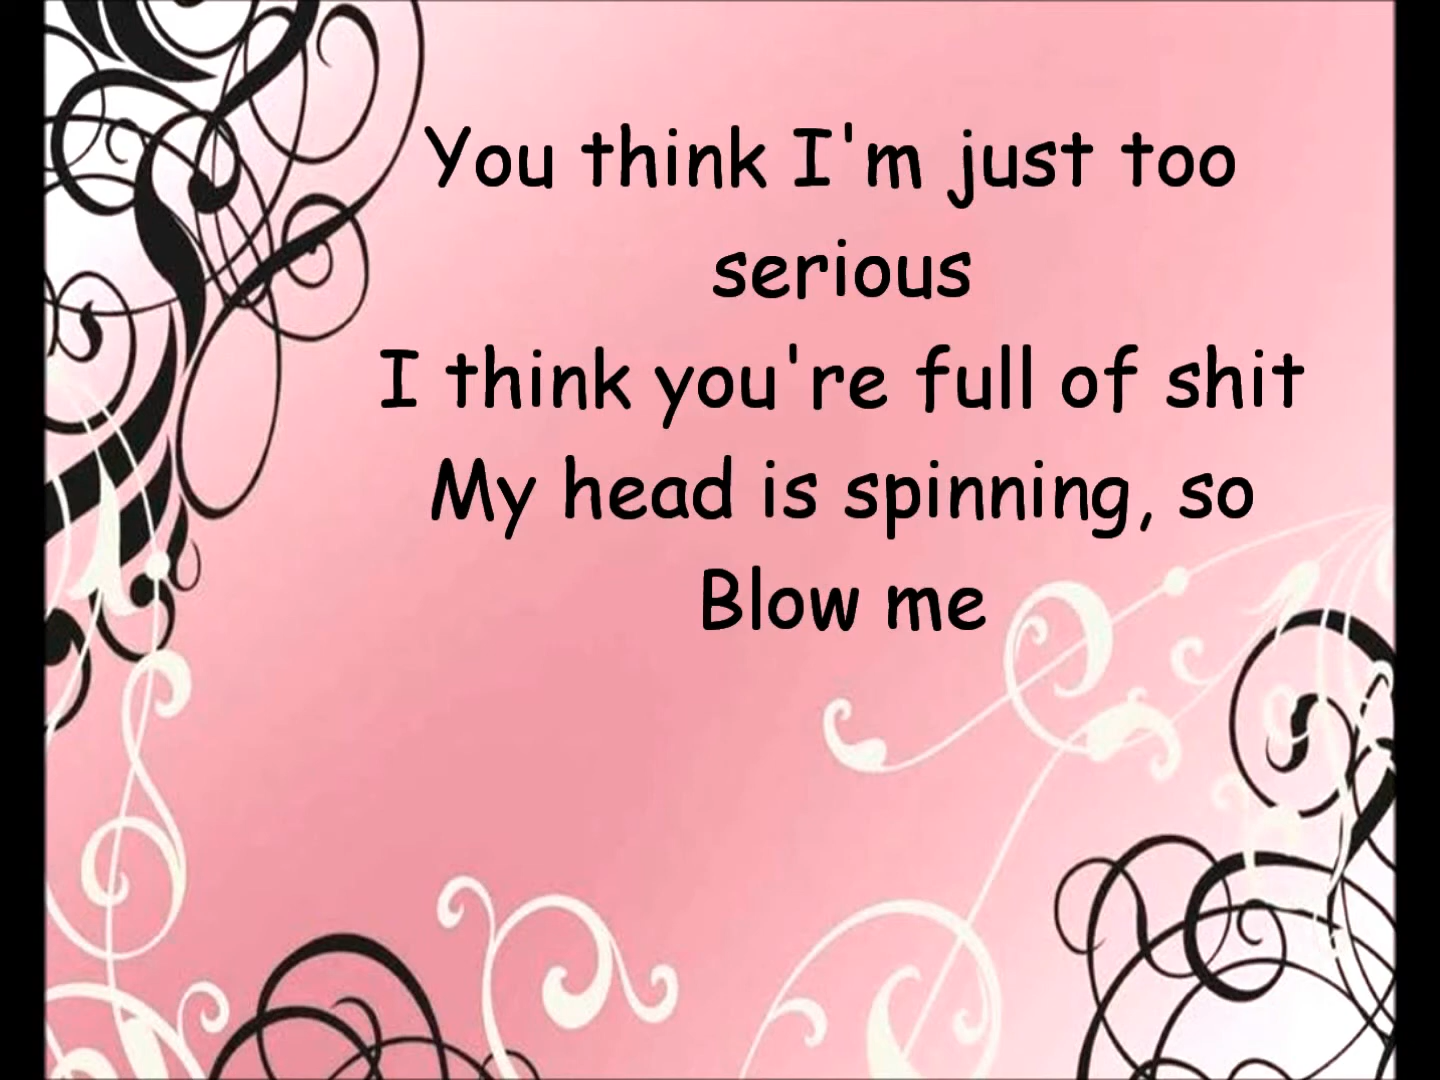 You think I'm just too
serious
I think you're full of shit
My head is spinning, so
Blow me